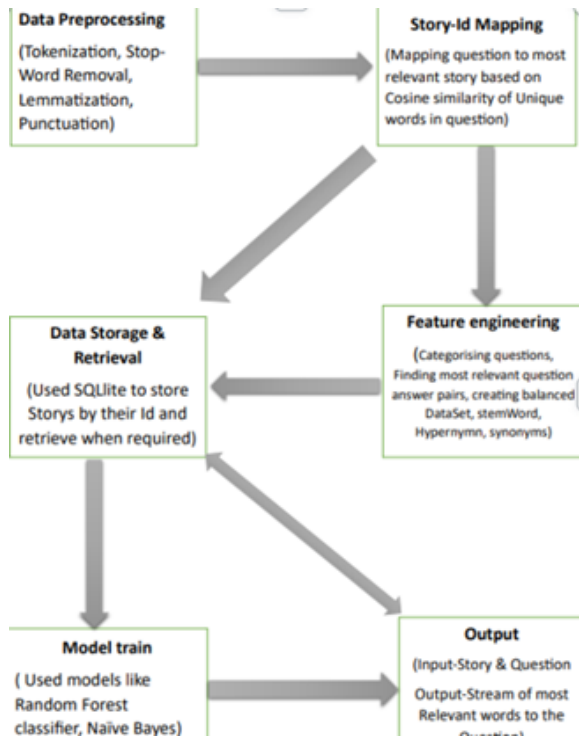 Data Preprocessing
(Tokenization, Stop-
Word Removal,
Lemmatization,
Punctuation)
Story-Id Mapping
(Mapping question to most
relevant story based on
Cosine similarity of Unique
words in question)
Data Storage &
Retrieval
(Used SQLlite to store
Storys by their Id and
retrieve when required)
Feature engineering
(Categorising questions,
Finding most relevant question
answer pairs, creating balanced
DataSet, stemWord,
Hypernymn, synonyms)
Model train
( Used models like
Random Forest
classifier, Naïve Bayes)
Output
(Input-Story & Question
Output-Stream of most
Relevant words to the
Question)